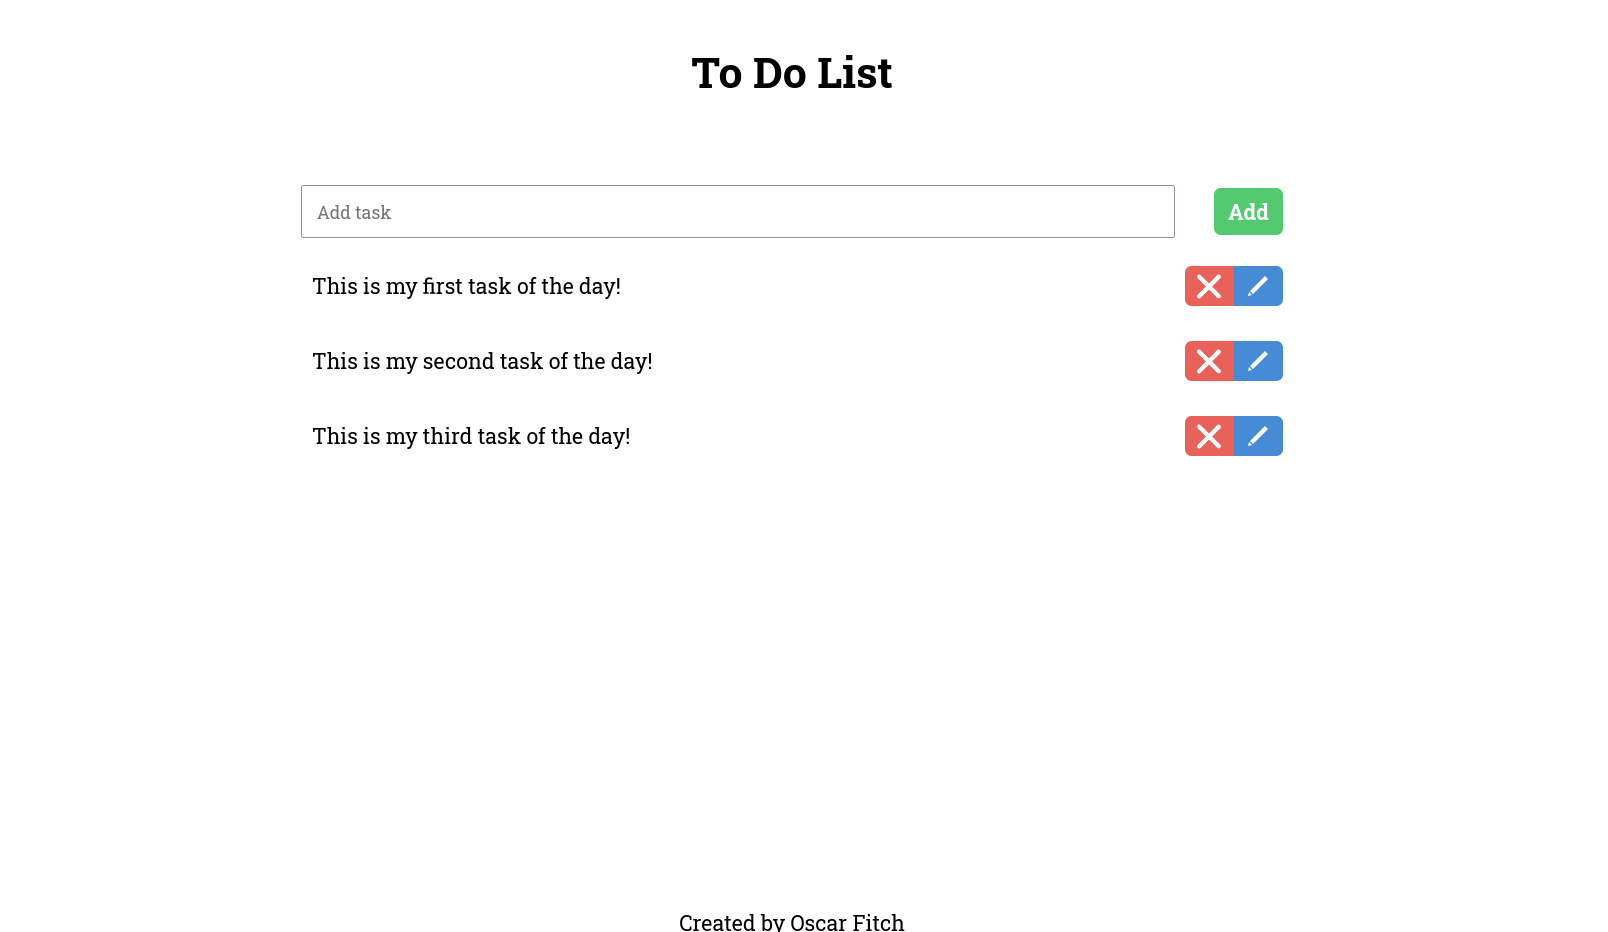 To Do List
Add task
Add
This is my first task of the day!
This is my second task of the day!
This is my third task of the day!
Created by Oscar Fitch